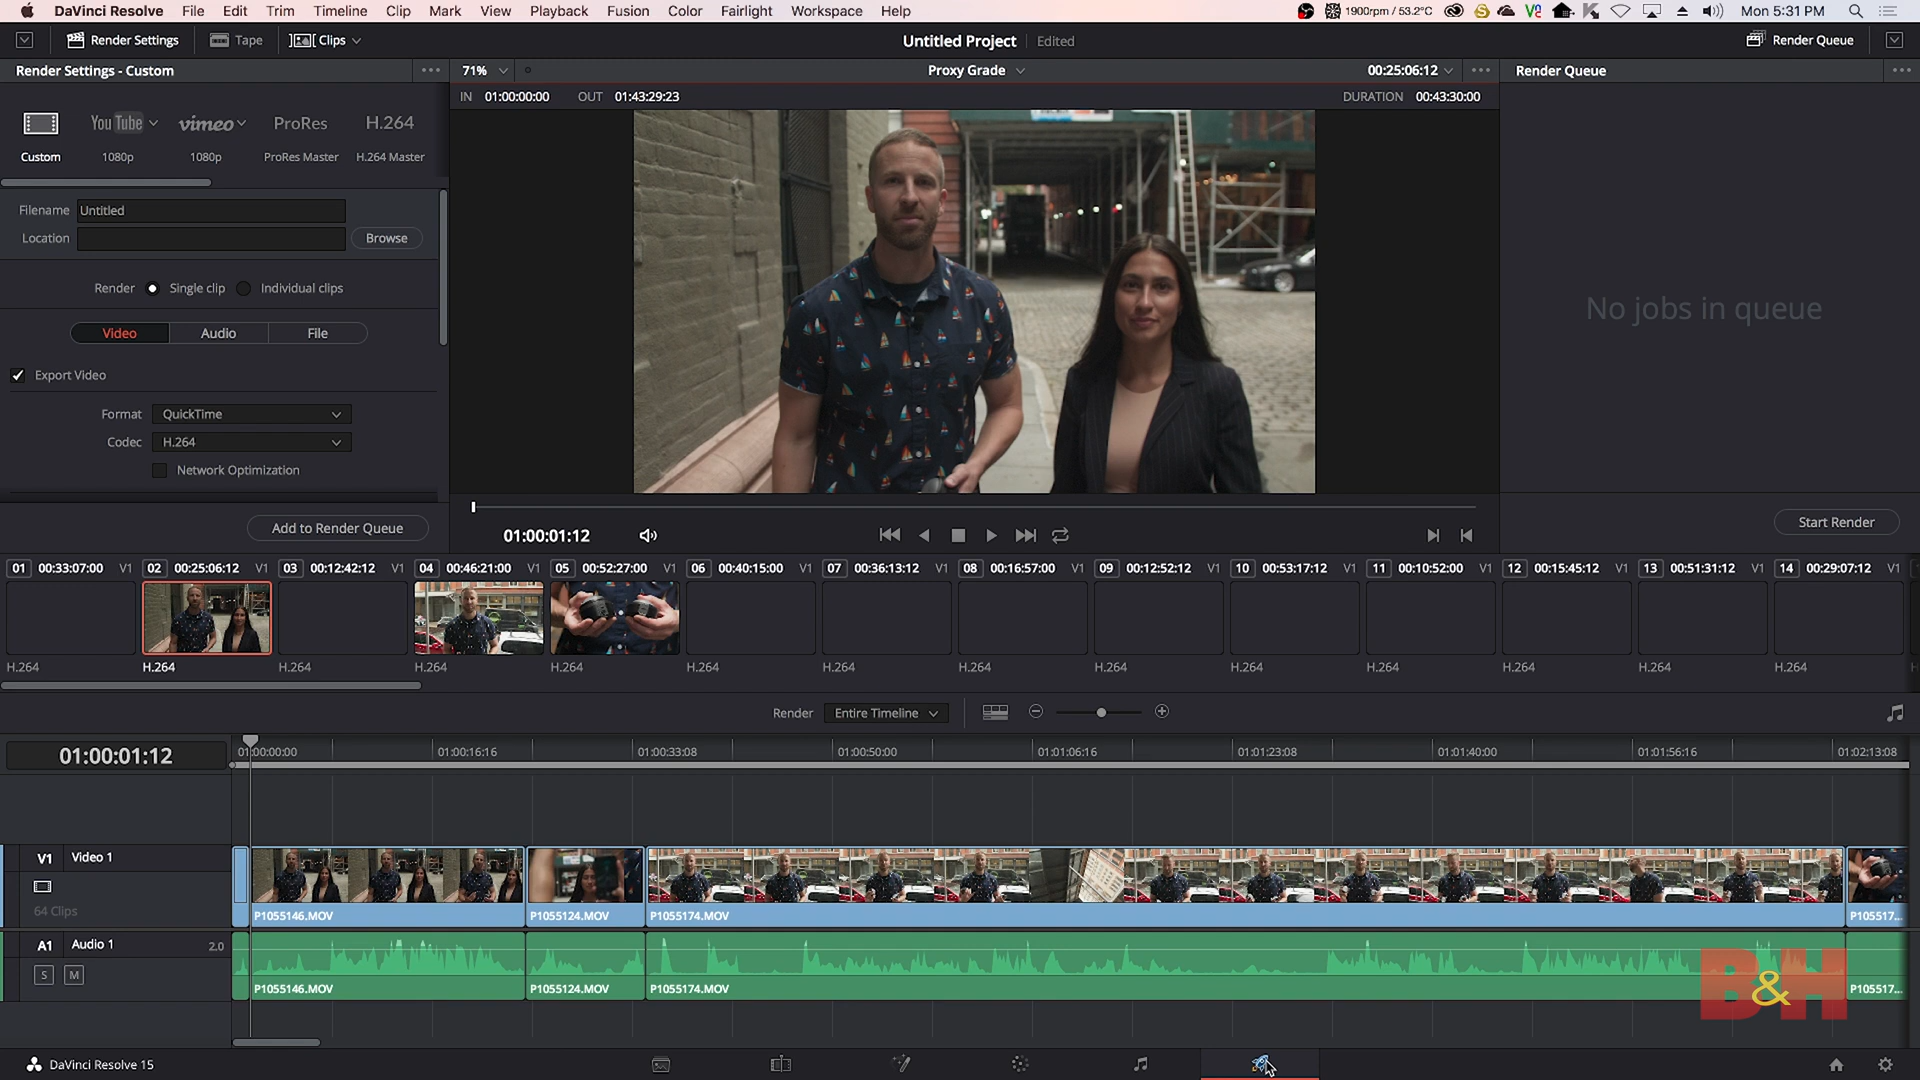 DaVinci Resolve File Edit Trim Timeline Clip Mark View Playback Fusion Color Fairlight Workspace Help 1900rpm / 53.2°C Mon 5:31 PM
Render Settings Tape Clips Untitled Project Edited Render Queue
Render Settings - Custom 71% Proxy Grade 00:25:06:12 Render Queue
IN 01:00:00:00 OUT 01:43:29:23 DURATION 00:43:30:00
YouTube vimeo ProRes H.264
Custom 1080p 1080p ProRes Master H.264 Master
Filename Untitled
Location Browse
Render Single clip Individual clips
No jobs in queue
Video Audio File
Export Video
Format QuickTime
Codec H.264
Network Optimization
Add to Render Queue 01:00:01:12 Start Render
01 00:33:07:00 V1 02 00:25:06:12 V1 03 00:12:42:12 V1 04 00:46:21:00 V1 05 00:52:27:00 V1 06 00:40:15:00 V1 07 00:36:13:12 V1 08 00:16:57:00 V1 09 00:12:52:12 V1 10 00:53:17:12 V1 11 00:10:52:00 V1 12 00:15:45:12 V1 13 00:51:31:12 V1 14 00:29:07:12 V1
H.264 H.264 H.264 H.264 H.264 H.264 H.264 H.264 H.264 H.264 H.264 H.264 H.264 H.264
Render Entire Timeline
01:00:01:12 01:00:00:00 01:00:16:16 01:00:33:08 01:00:50:00 01:01:06:16 01:01:23:08 01:01:40:00 01:01:56:16 01:02:13:08
V1 Video 1
64 Clips
P1055146.MOV P1055124.MOV P1055174.MOV P105517...
A1 Audio 1 2.0
S M
B&H
P1055146.MOV P1055124.MOV P1055174.MOV P105517...
DaVinci Resolve 15